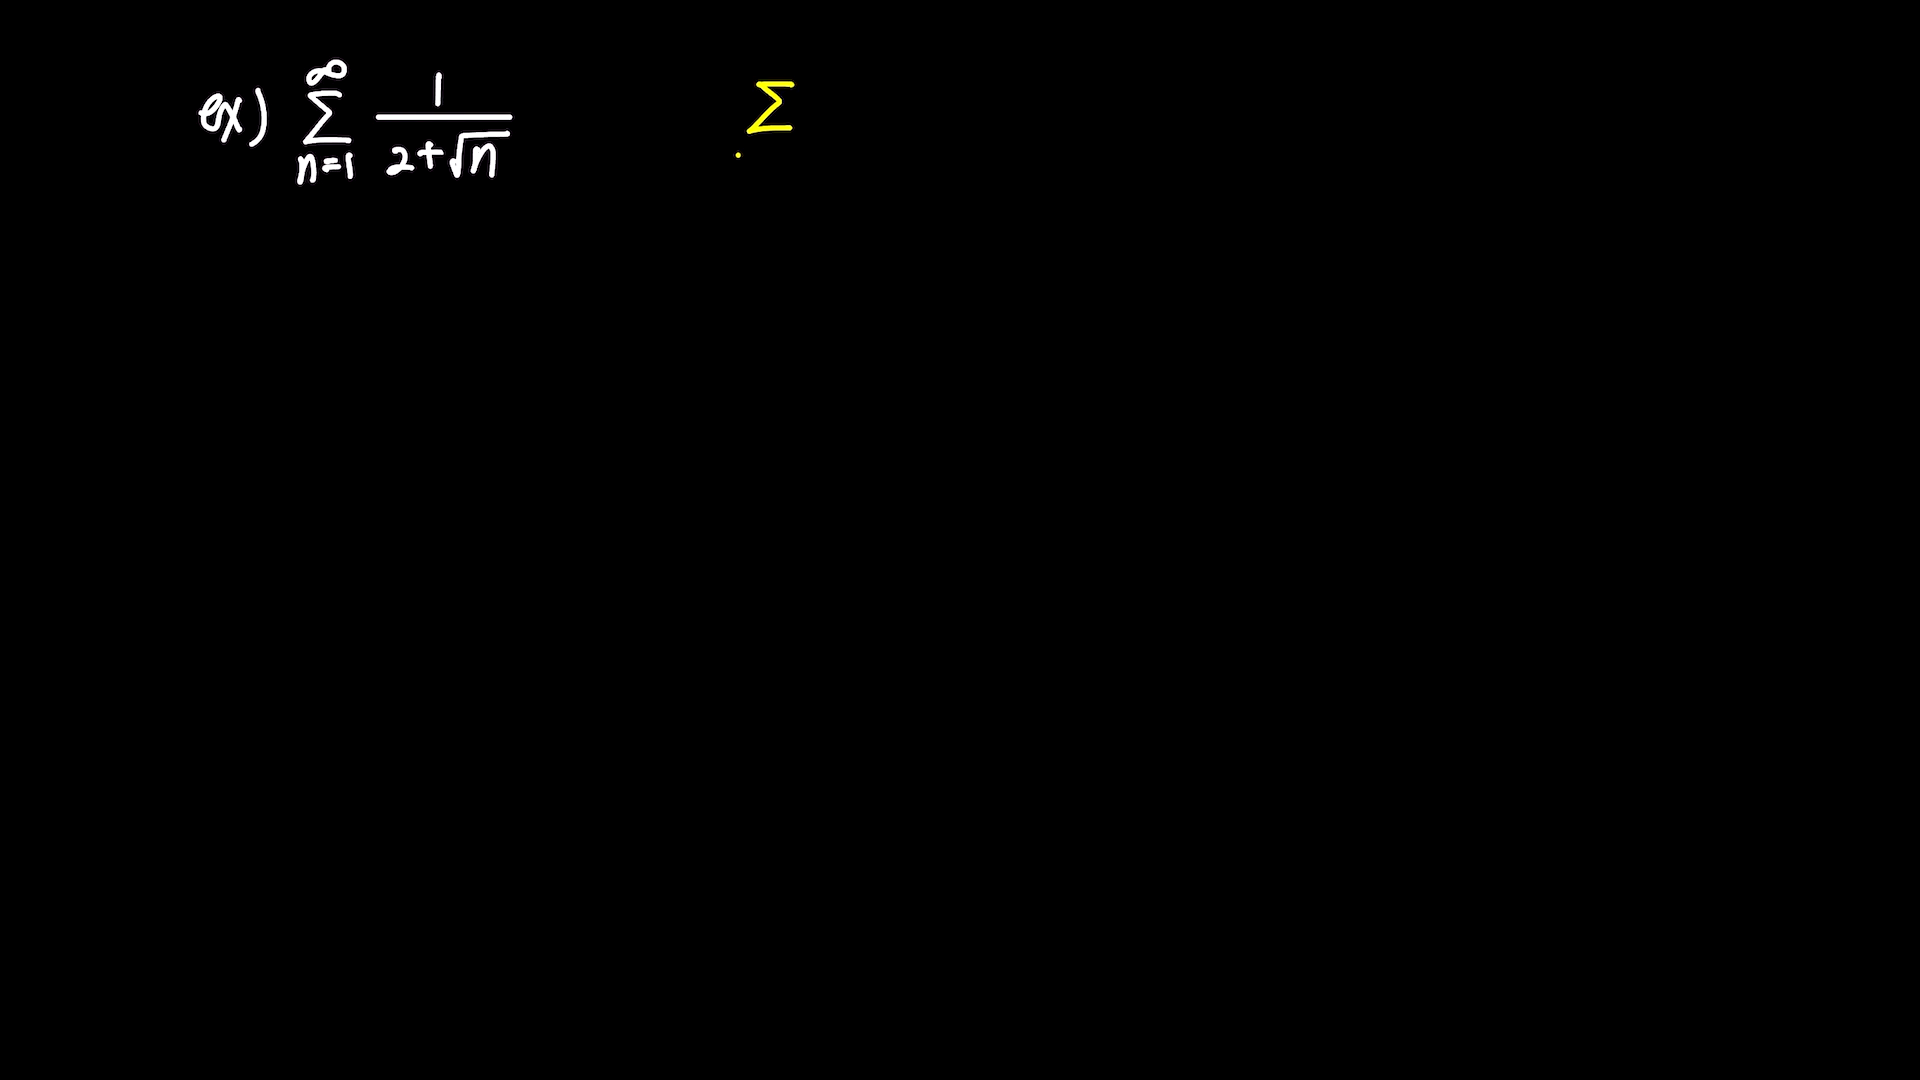 ex) ∑_{n=1}^{∞} 1/(2+√n) ∑